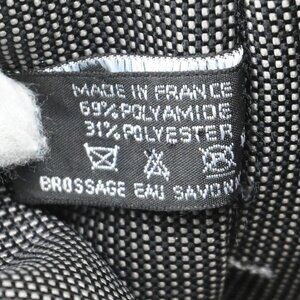 MADE IN FRANCE
69% POLYAMIDE
31% POLYESTER
BROSSAGE EAU SAVON